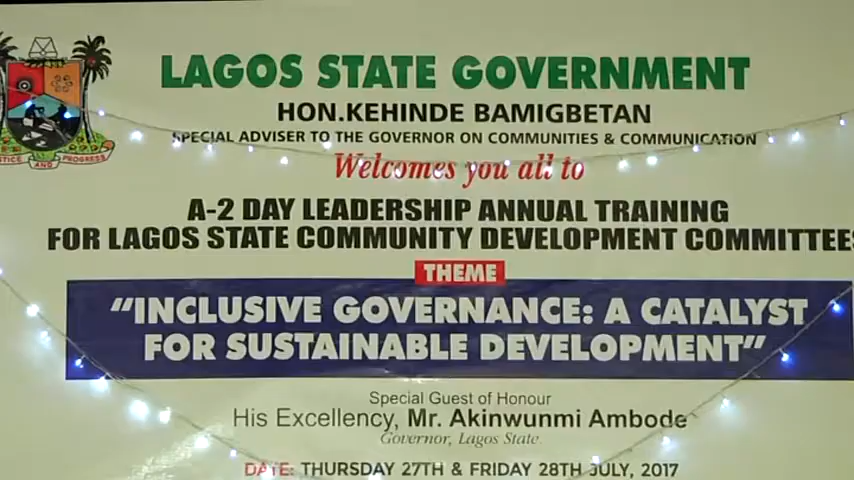 LAGOS STATE GOVERNMENT
HON.KEHINDE BAMIGBETAN
SPECIAL ADVISER TO THE GOVERNOR ON COMMUNITIES & COMMUNICATION
Welcomes you all to
A-2 DAY LEADERSHIP ANNUAL TRAINING
FOR LAGOS STATE COMMUNITY DEVELOPMENT COMMITTEES
THEME
“INCLUSIVE GOVERNANCE: A CATALYST
FOR SUSTAINABLE DEVELOPMENT”
Special Guest of Honour
His Excellency, Mr. Akinwunmi Ambode
Governor, Lagos State
DATE: THURSDAY 27TH & FRIDAY 28TH JULY, 2017
AND PROGRESS